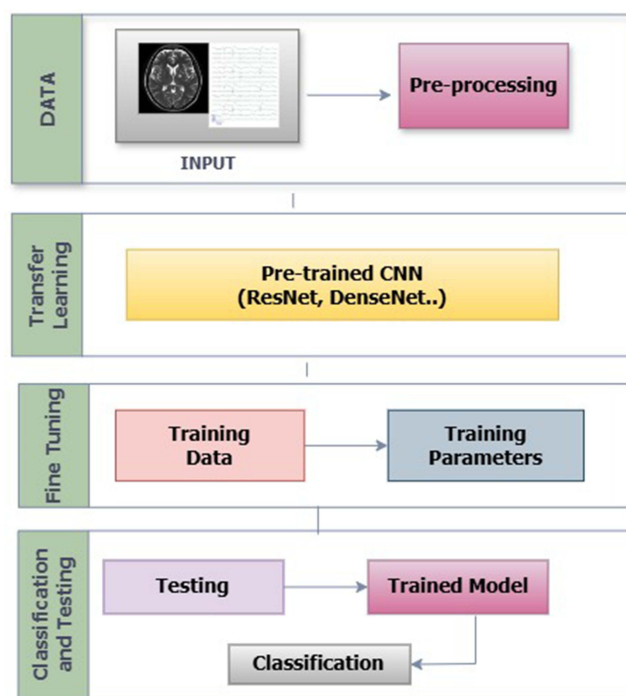 DATA
INPUT
Pre-processing
Transfer
Learning
Pre-trained CNN
(ResNet, DenseNet..)
Fine Tuning
Training
Data
Training
Parameters
Classification
and Testing
Testing
Trained Model
Classification